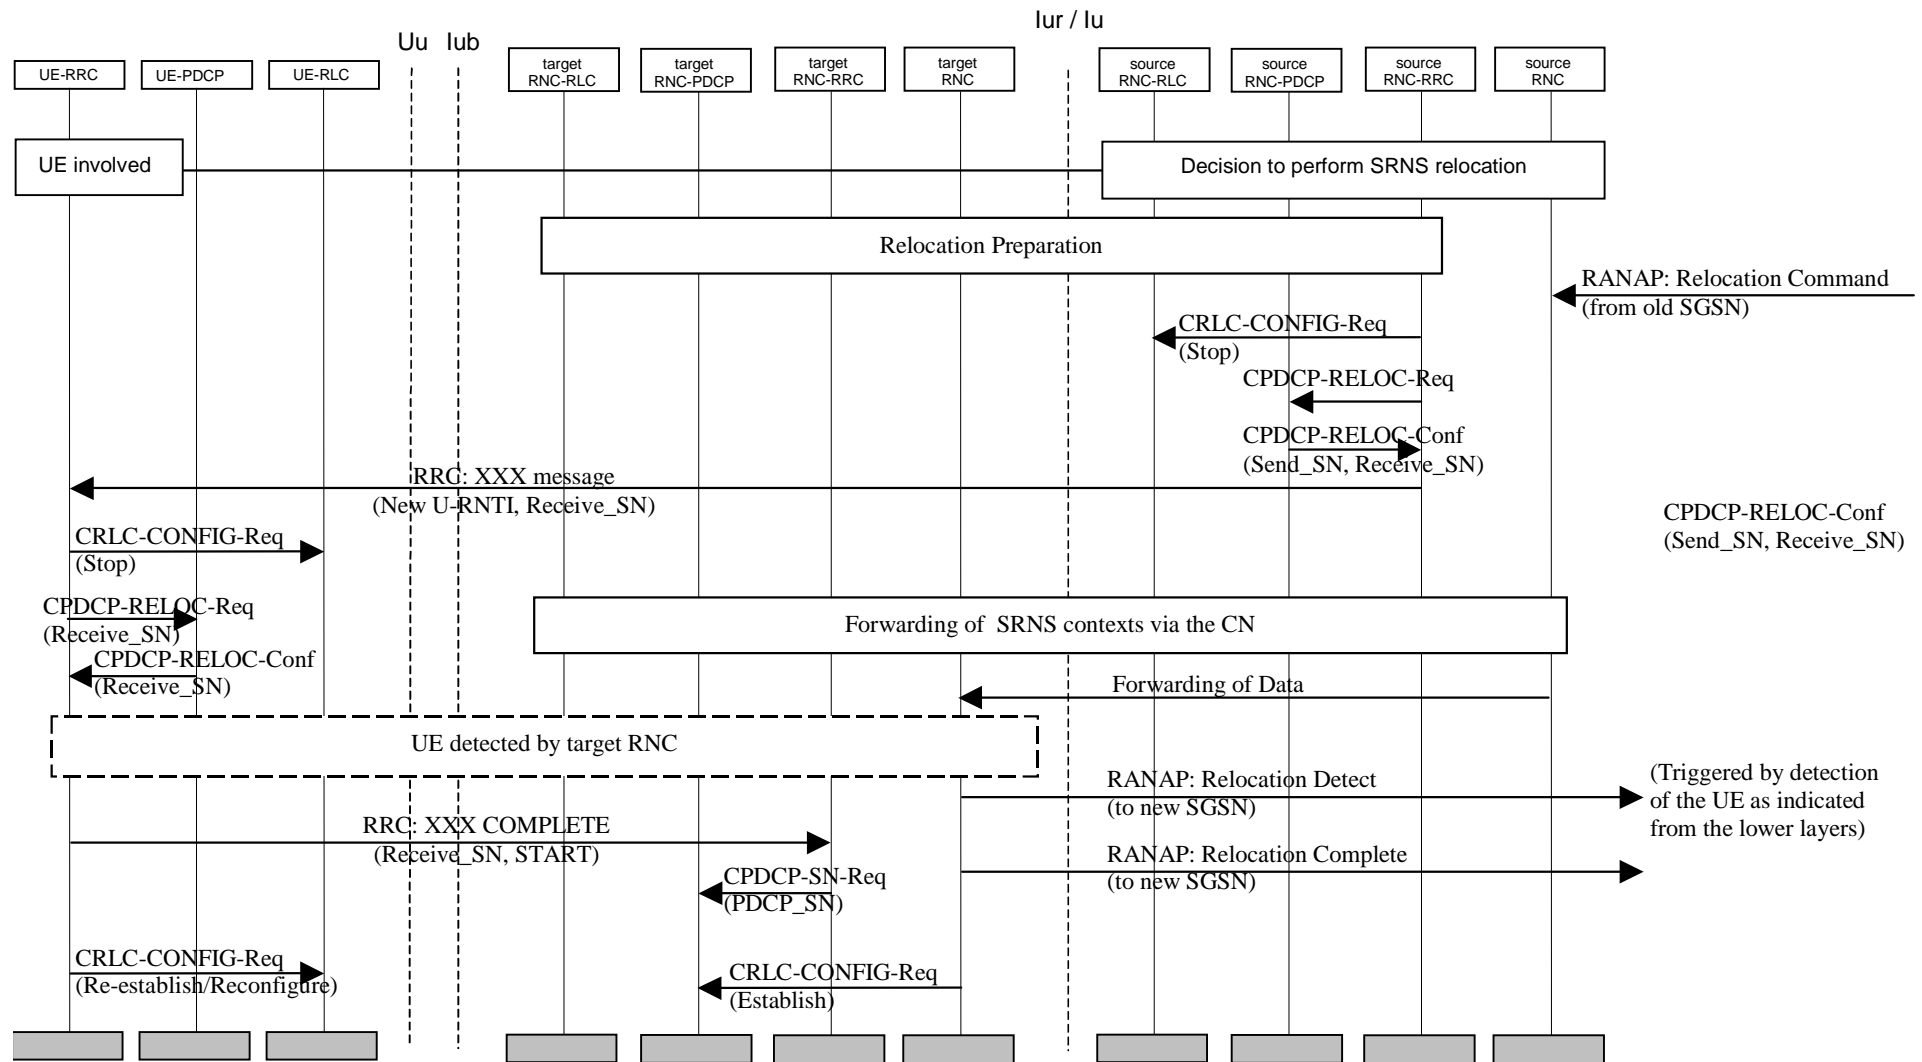 Iur / Iu
Uu Iub
UE-RRC
UE-PDCP
UE-RLC
target
RNC-RLC
target
RNC-PDCP
target
RNC-RRC
target
RNC
source
RNC-RLC
source
RNC-PDCP
source
RNC-RRC
source
RNC
UE involved
Decision to perform SRNS relocation
Relocation Preparation
RANAP: Relocation Command
(from old SGSN)
CRLC-CONFIG-Req
(Stop)
CPDCP-RELOC-Req
CPDCP-RELOC-Conf
(Send_SN, Receive_SN)
RRC: XXX message
(New U-RNTI, Receive_SN)
CPDCP-RELOC-Conf
(Send_SN, Receive_SN)
CRLC-CONFIG-Req
(Stop)
CPDCP-RELOC-Req
(Receive_SN)
Forwarding of SRNS contexts via the CN
CPDCP-RELOC-Conf
(Receive_SN)
Forwarding of Data
UE detected by target RNC
RANAP: Relocation Detect
(to new SGSN)
(Triggered by detection
of the UE as indicated
from the lower layers)
RRC: XXX COMPLETE
(Receive_SN, START)
RANAP: Relocation Complete
(to new SGSN)
CPDCP-SN-Req
(PDCP_SN)
CRLC-CONFIG-Req
(Re-establish/Reconfigure)
CRLC-CONFIG-Req
(Establish)